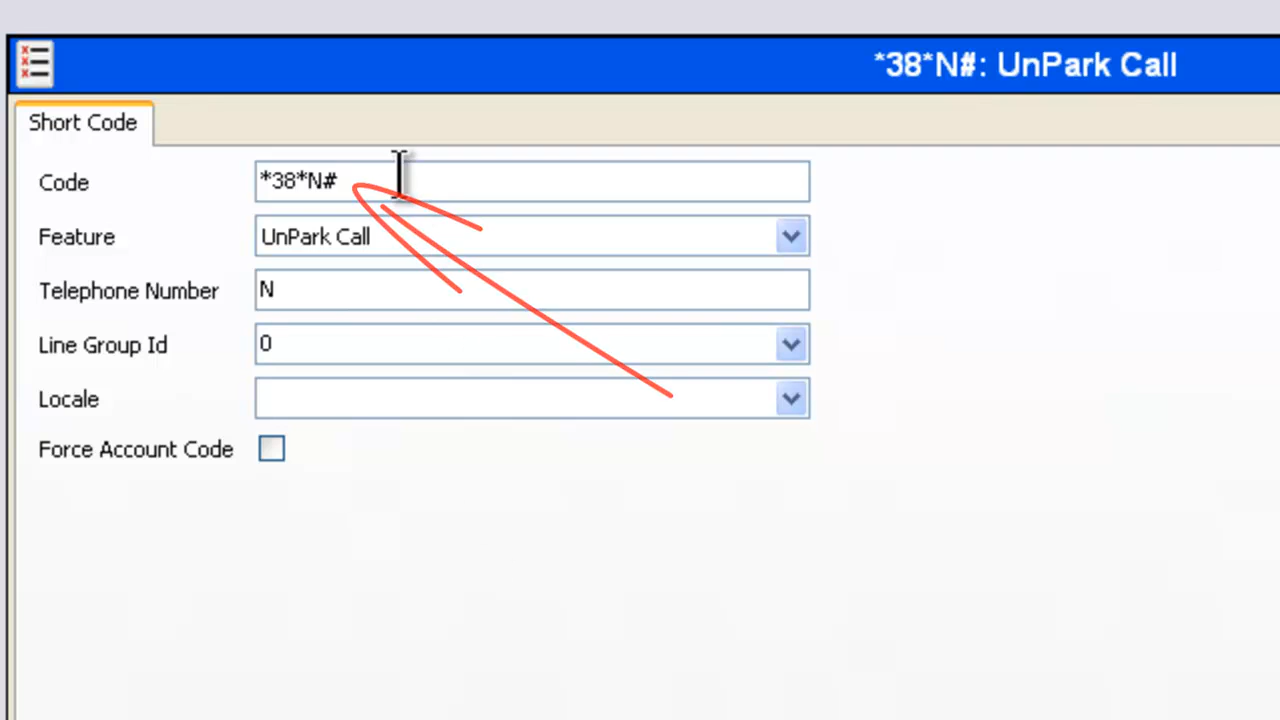 *38*N#: UnPark Call
Short Code
Code *38*N#
Feature UnPark Call
Telephone Number N
Line Group Id 0
Locale
Force Account Code